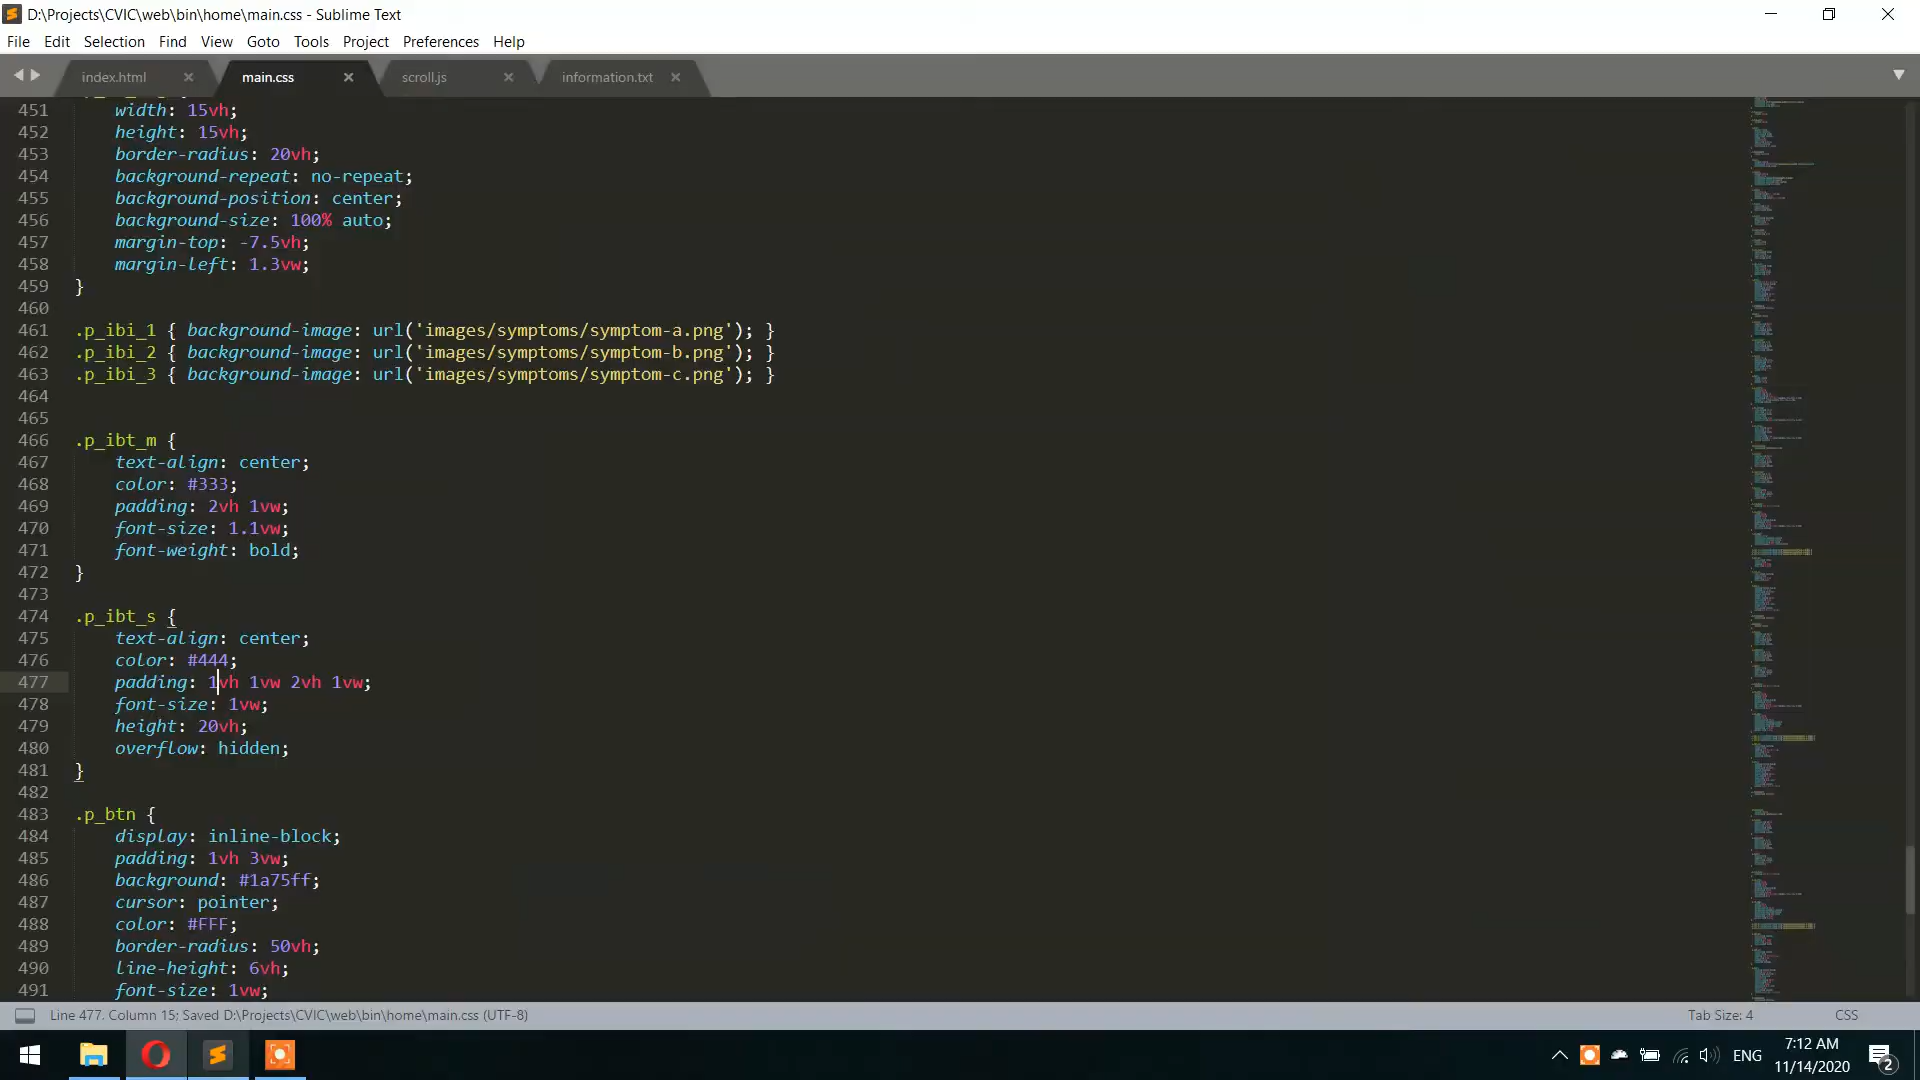 D:\Projects\CVIC\web\bin\home\main.css - Sublime Text
File Edit Selection Find View Goto Tools Project Preferences Help
index.html main.css scroll.js information.txt
451 width: 15vh;
452 height: 15vh;
453 border-radius: 20vh;
454 background-repeat: no-repeat;
455 background-position: center;
456 background-size: 100% auto;
457 margin-top: -7.5vh;
458 margin-left: 1.3vw;
459 }
460
461 .p_ibi_1 { background-image: url('images/symptoms/symptom-a.png'); }
462 .p_ibi_2 { background-image: url('images/symptoms/symptom-b.png'); }
463 .p_ibi_3 { background-image: url('images/symptoms/symptom-c.png'); }
464
465
466 .p_ibt_m {
467 text-align: center;
468 color: #333;
469 padding: 2vh 1vw;
470 font-size: 1.1vw;
471 font-weight: bold;
472 }
473
474 .p_ibt_s {
475 text-align: center;
476 color: #444;
477 padding: 1vh 1vw 2vh 1vw;
478 font-size: 1vw;
479 height: 20vh;
480 overflow: hidden;
481 }
482
483 .p_btn {
484 display: inline-block;
485 padding: 1vh 3vw;
486 background: #1a75ff;
487 cursor: pointer;
488 color: #FFF;
489 border-radius: 50vh;
490 line-height: 6vh;
491 font-size: 1vw;
Line 477, Column 15; Saved D:\Projects\CVIC\web\bin\home\main.css (UTF-8) Tab Size: 4 CSS
ENG 7:12 AM
11/14/2020 2